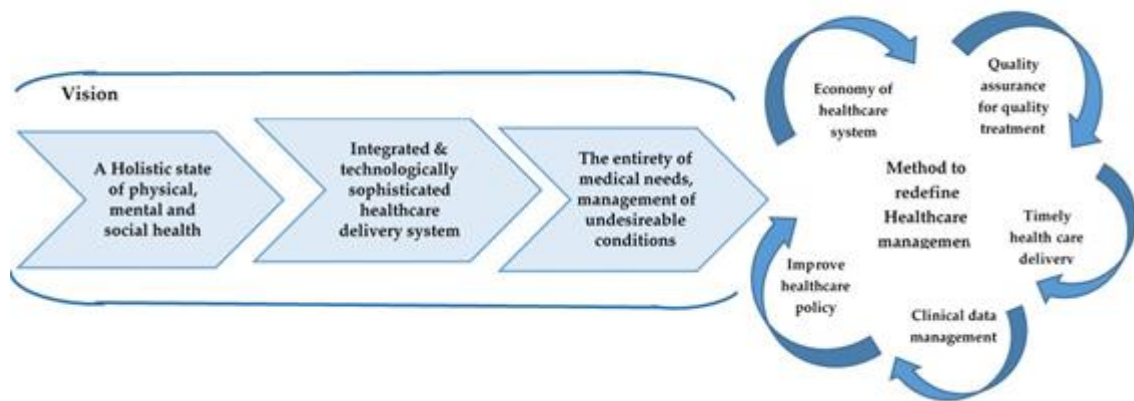 Vision
A Holistic state
of physical,
mental and
social health
Integrated &
technologically
sophisticated
healthcare
delivery system
The entirety of
medical needs,
management of
undesireable
conditions
Economy of
healthcare
system
Quality
assurance
for quality
treatment
Method to
redefine
Healthcare
managemen
Timely
health care
delivery
Clinical data
management
Improve
healthcare
policy